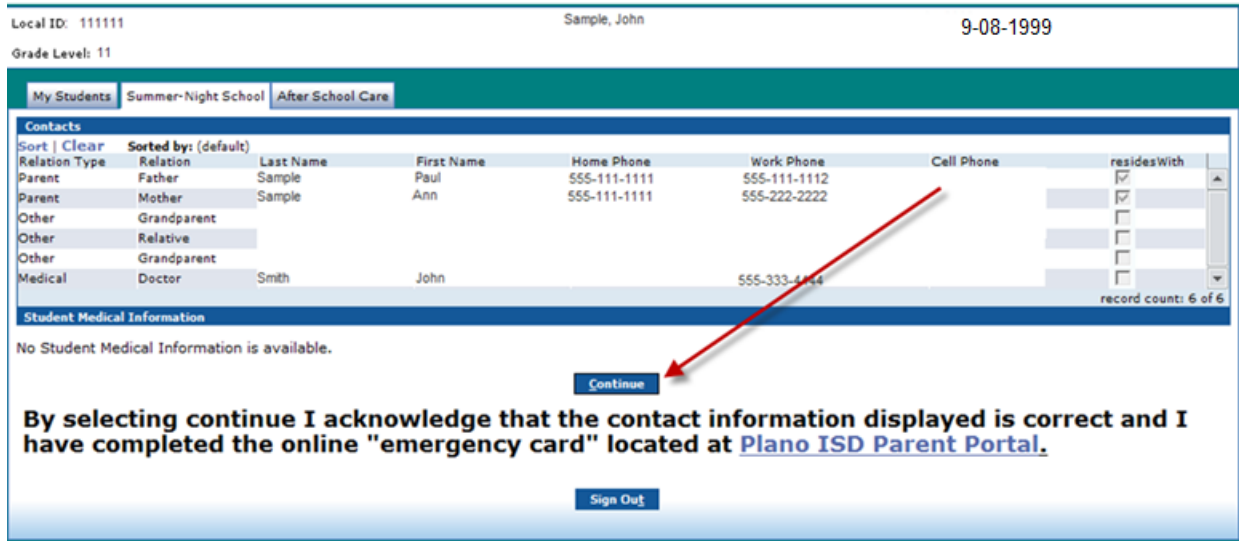 Local ID: 111111 Sample, John 9-08-1999
Grade Level: 11
My Students Summer-Night School After School Care
Contacts
Sort | Clear Sorted by: (default)
Relation Type Relation Last Name First Name Home Phone Work Phone Cell Phone residesWith
Parent Father Sample Paul 555-111-1111 555-111-1112
Parent Mother Sample Ann 555-111-1111 555-222-2222
Other Grandparent
Other Relative
Other Grandparent
Medical Doctor Smith John 555-333-4444
record count: 6 of 6
Student Medical Information
No Student Medical Information is available.
Continue
By selecting continue I acknowledge that the contact information displayed is correct and I
have completed the online "emergency card" located at Plano ISD Parent Portal.
Sign Out